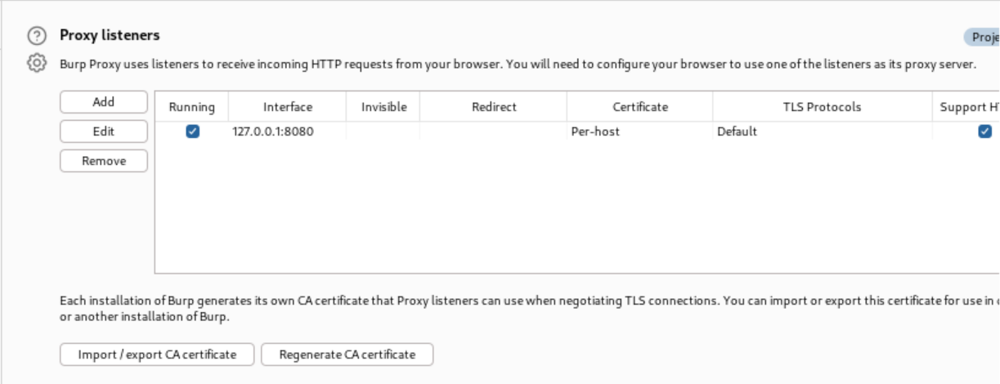 Proxy listeners
Burp Proxy uses listeners to receive incoming HTTP requests from your browser. You will need to configure your browser to use one of the listeners as its proxy server.
Add
Edit
Remove
Running Interface Invisible Redirect Certificate TLS Protocols Support
127.0.0.1:8080 Per-host Default
Each installation of Burp generates its own CA certificate that Proxy listeners can use when negotiating TLS connections. You can import or export this certificate for use in
or another installation of Burp.
Import / export CA certificate Regenerate CA certificate